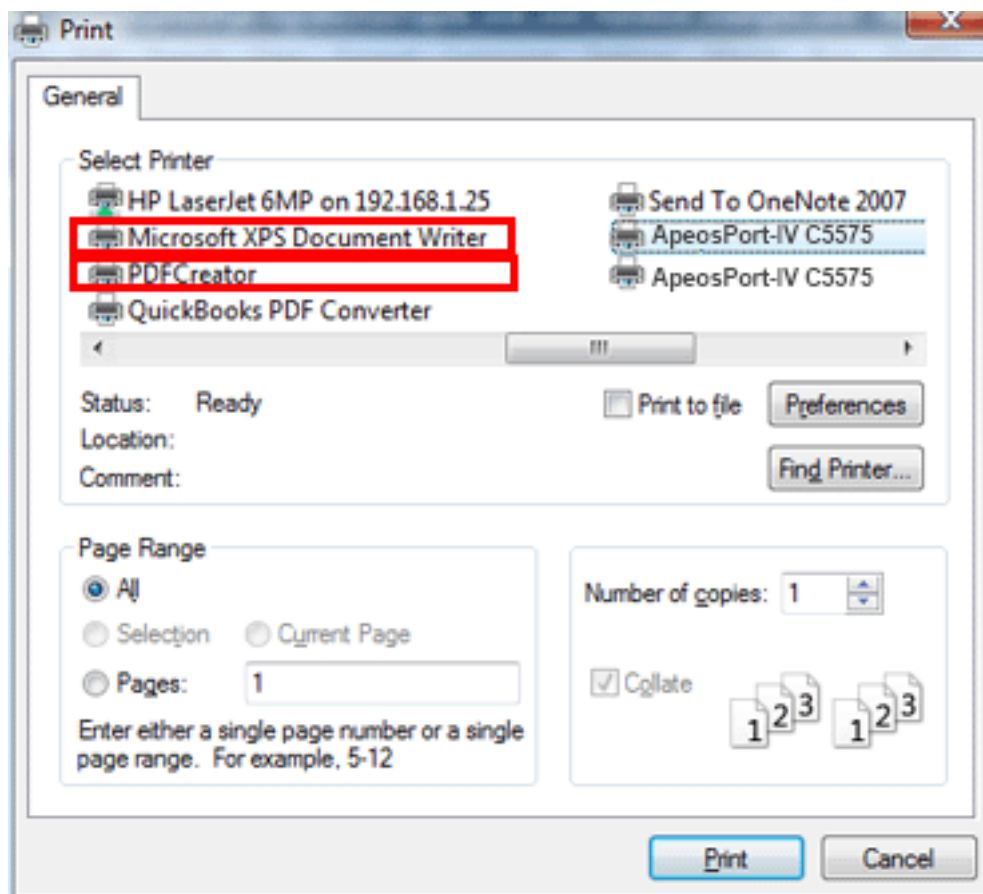 Print
General
Select Printer
HP LaserJet 6MP on 192.168.1.25
Microsoft XPS Document Writer
PDFCreator
QuickBooks PDF Converter
Send To OneNote 2007
ApeosPort-IV C5575
ApeosPort-IV C5575
Status: Ready
Location:
Comment:
Print to file
Preferences
Find Printer...
Page Range
All
Selection
Current Page
Pages: 1
Enter either a single page number or a single
page range. For example, 5-12
Number of copies: 1
Collate
1 2 3 1 2 3
Print
Cancel